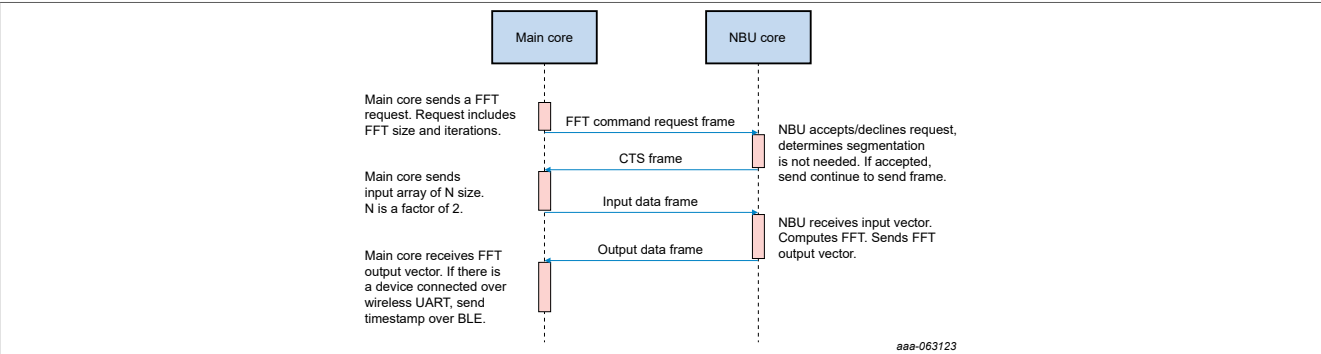 Main core
NBU core
Main core sends a FFT
request. Request includes
FFT size and iterations.
FFT command request frame
NBU accepts/declines request,
determines segmentation
is not needed. If accepted,
send continue to send frame.
CTS frame
Main core sends
input array of N size.
N is a factor of 2.
Input data frame
NBU receives input vector.
Computes FFT. Sends FFT
output vector.
Output data frame
Main core receives FFT
output vector. If there is
a device connected over
wireless UART, send
timestamp over BLE.
aaa-063123